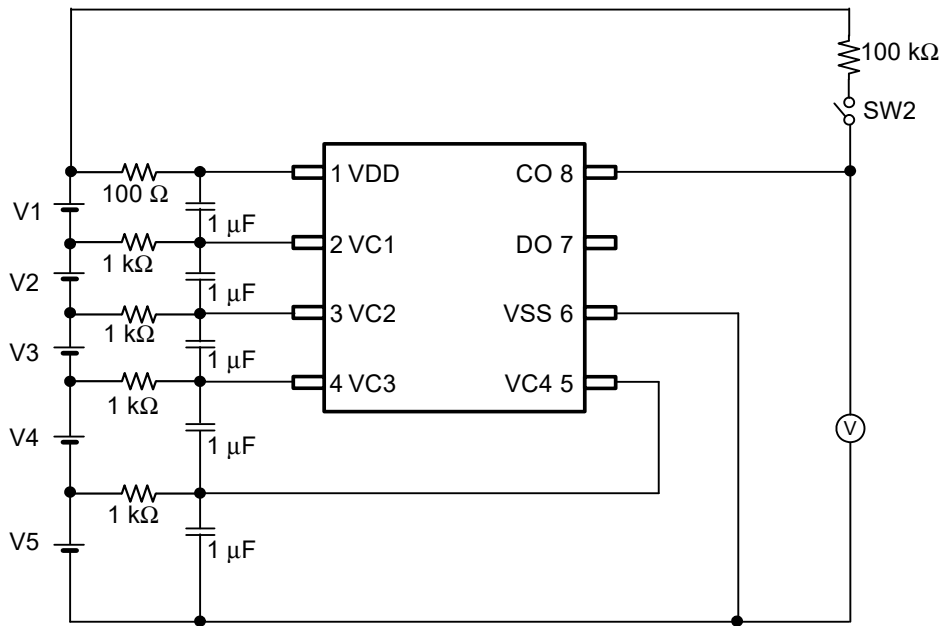 100 kΩ
SW2
1 VDD
CO 8
100 Ω
V1
1 μF
2 VC1
DO 7
1 kΩ
V2
1 μF
3 VC2
VSS 6
1 kΩ
V3
1 μF
4 VC3
VC4 5
1 kΩ
V4
1 μF
V
1 kΩ
V5
1 μF